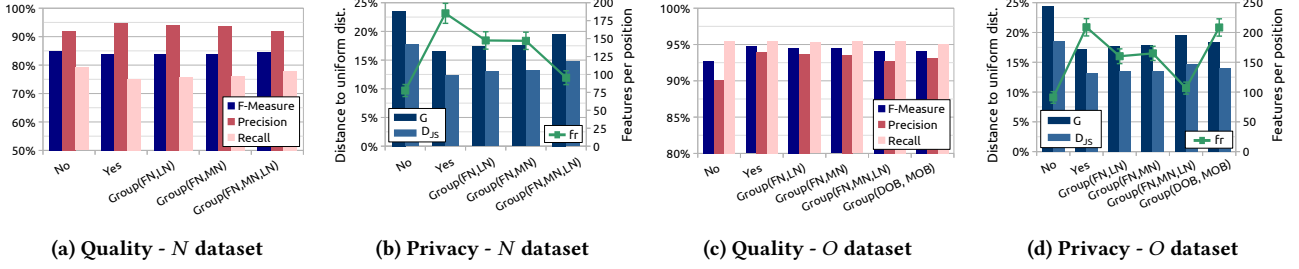 100%
90%
80%
70%
60%
50%
F-Measure
Precision
Recall
No
Yes
Group(FN,LN)
Group(FN,MN)
Group(FN,MN,LN)
(a) Quality - N dataset
Distance to uniform dist.
25%
20%
15%
10%
5%
0%
G
DJS
fr
200
175
150
125
100
75
50
25
0
Features per position
No
Yes
Group(FN,LN)
Group(FN,MN)
Group(FN,MN,LN)
(b) Privacy - N dataset
100%
95%
90%
85%
80%
F-Measure
Precision
Recall
No
Yes
Group(FN,LN)
Group(FN,MN)
Group(FN,MN,LN)
Group(DOB, MOB)
(c) Quality - O dataset
Distance to uniform dist.
25%
20%
15%
10%
5%
0%
G
DJS
fr
250
200
150
100
50
0
Features per position
No
Yes
Group(FN,LN)
Group(FN,MN)
Group(FN,MN,LN)
Group(DOB, MOB)
(d) Privacy - O dataset